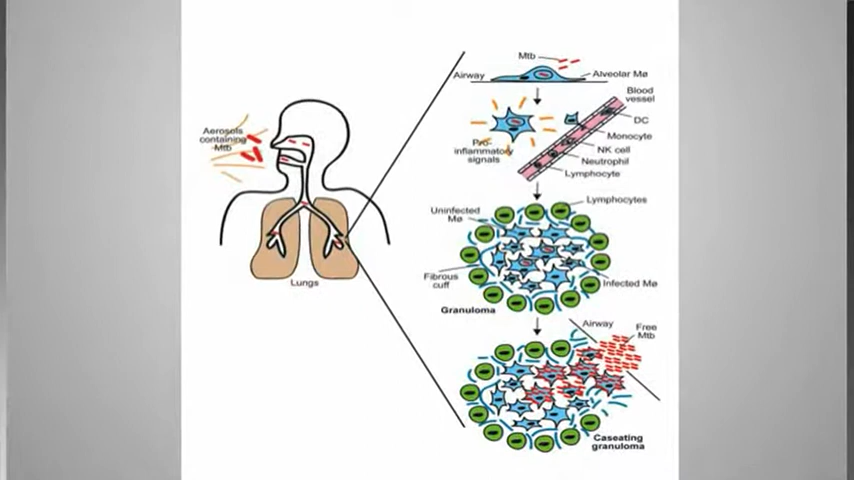 Aerosols
containing
Mtb
Lungs
Mtb
Airway
Alveolar Mø
Blood
vessel
DC
Monocyte
NK cell
Neutrophil
Lymphocyte
Pro-
inflammatory
signals
Lymphocytes
Uninfected
Mø
Fibrous
cuff
Infected Mø
Granuloma
Airway
Free
Mtb
Caseating
granuloma